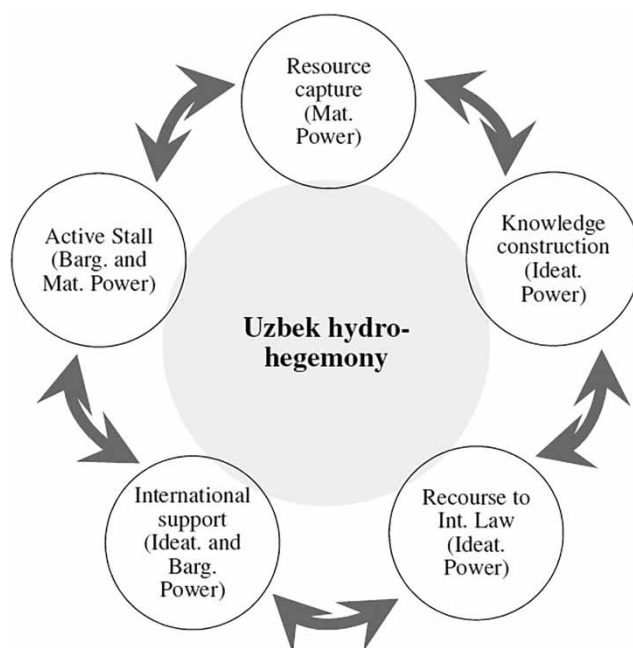 Resource
capture
(Mat.
Power)
Knowledge
construction
(Ideat.
Power)
Active Stall
(Barg. and
Mat. Power)
Uzbek hydro-
hegemony
International
support
(Ideat. and
Barg.
Power)
Recourse to
Int. Law
(Ideat.
Power)